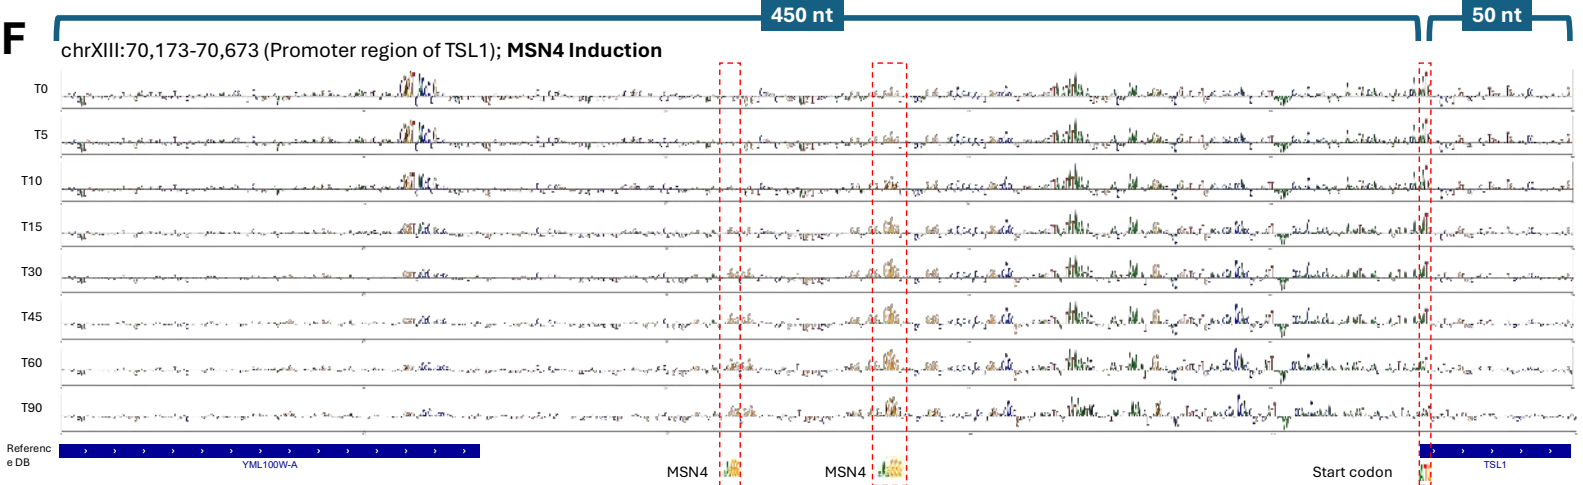 450 nt
50 nt
F
chrXIII:70,173-70,673 (Promoter region of TSL1); MSN4 Induction
T0
T5
T10
T15
T30
T45
T60
T90
Referenc
e DB
YML100W-A
MSN4
MSN4
Start codon
TSL1